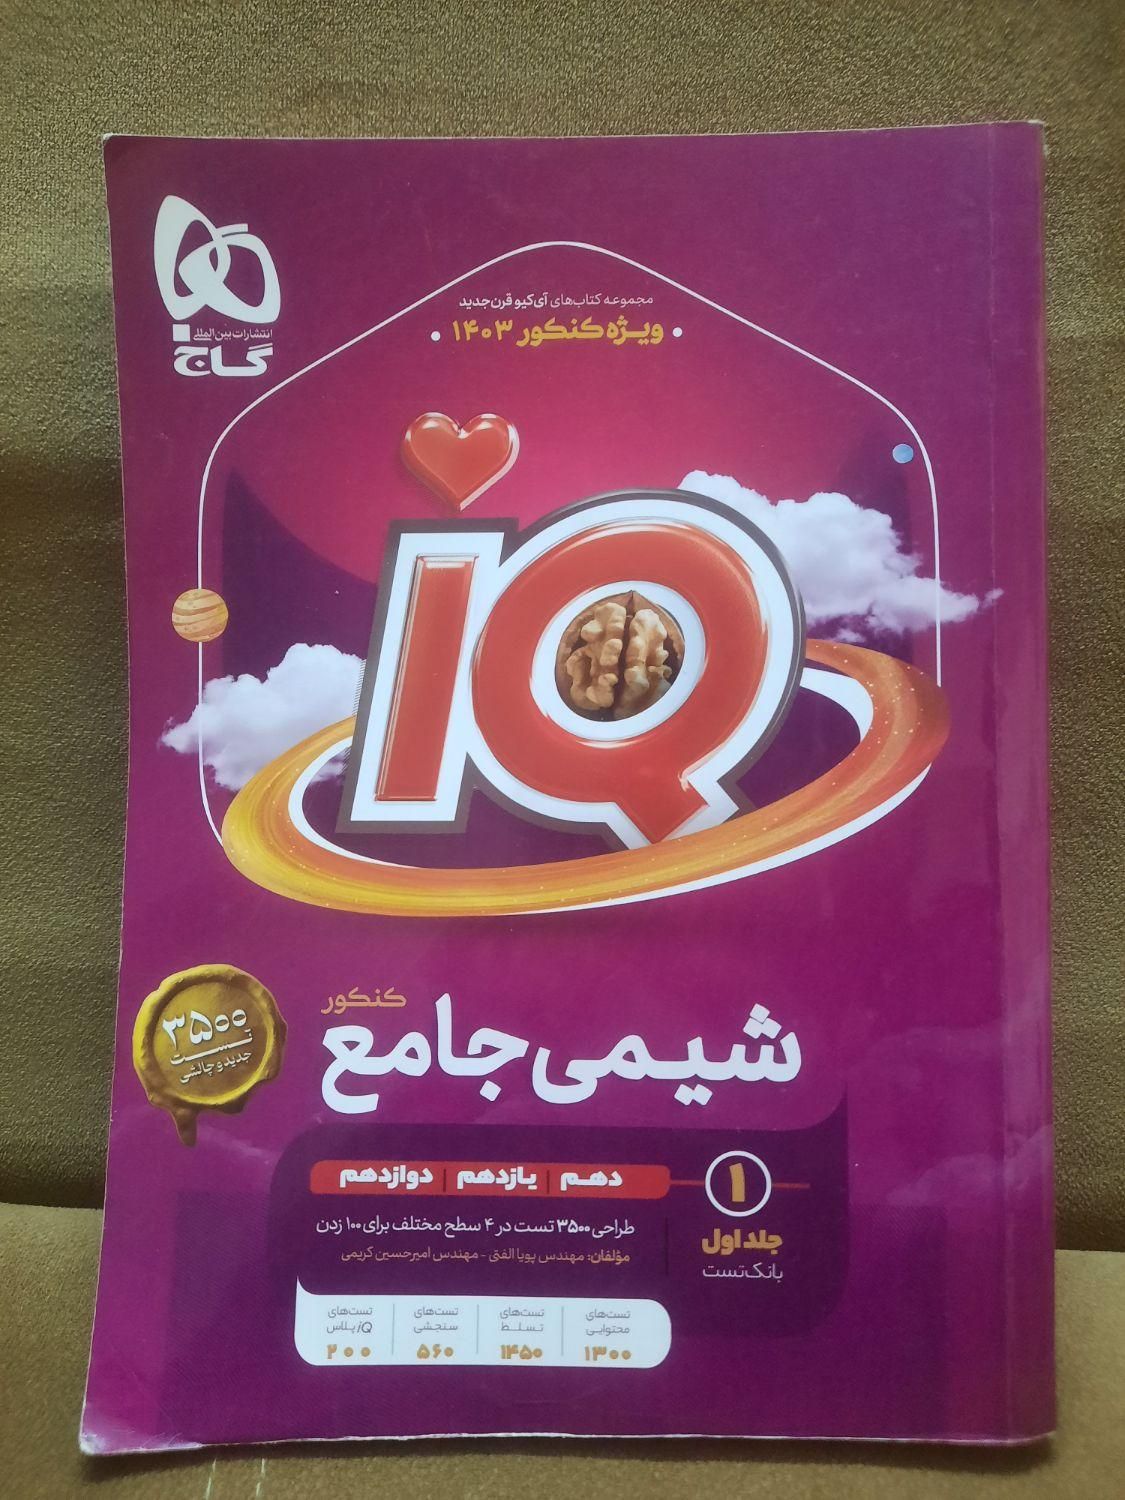 انتشارات بین‌المللی
گاج
مجموعه کتاب‌های آی‌کیو قرن جدید
• ویژه کنکور ۱۴۰۳ •
iQ
۳۵۰۰
تست
جدید و چالشی
کنکور
شیمی جامع
۱
جلد اول
بانک تست
دهم | یازدهم | دوازدهم
طراحی ۳۵۰۰ تست در ۴ سطح مختلف برای ۱۰۰ زدن
مؤلفان: مهندس پویا الفتی - مهندس امیرحسین کریمی
تست‌های محتوایی ۱۳۰۰
تست‌های تسلط ۱۴۵۰
تست‌های سنجشی ۵۶۰
تست‌های iQ پلاس ۲۰۰